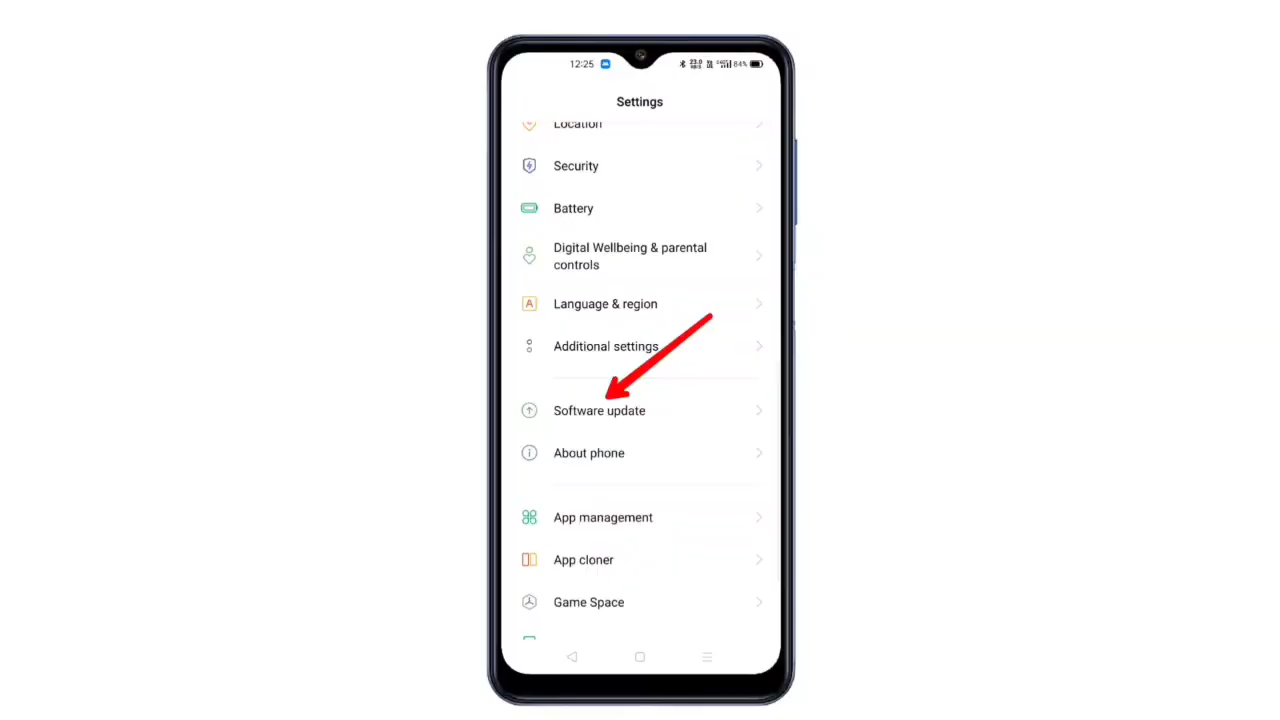 12:25
84%
Settings
Location
Security
Battery
Digital Wellbeing & parental
controls
Language & region
Additional settings
Software update
About phone
App management
App cloner
Game Space